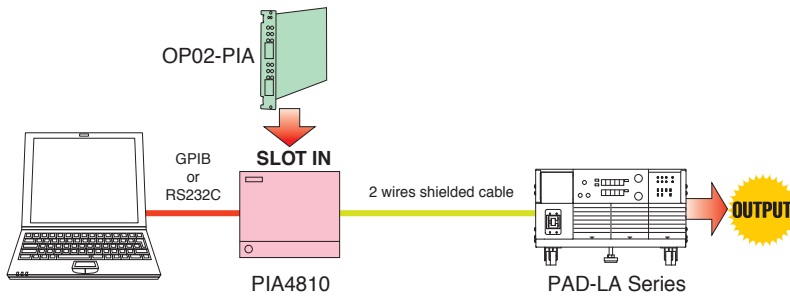 OP02-PIA
SLOT IN
GPIB
or
RS232C
2 wires shielded cable
OUTPUT
PIA4810
PAD-LA Series